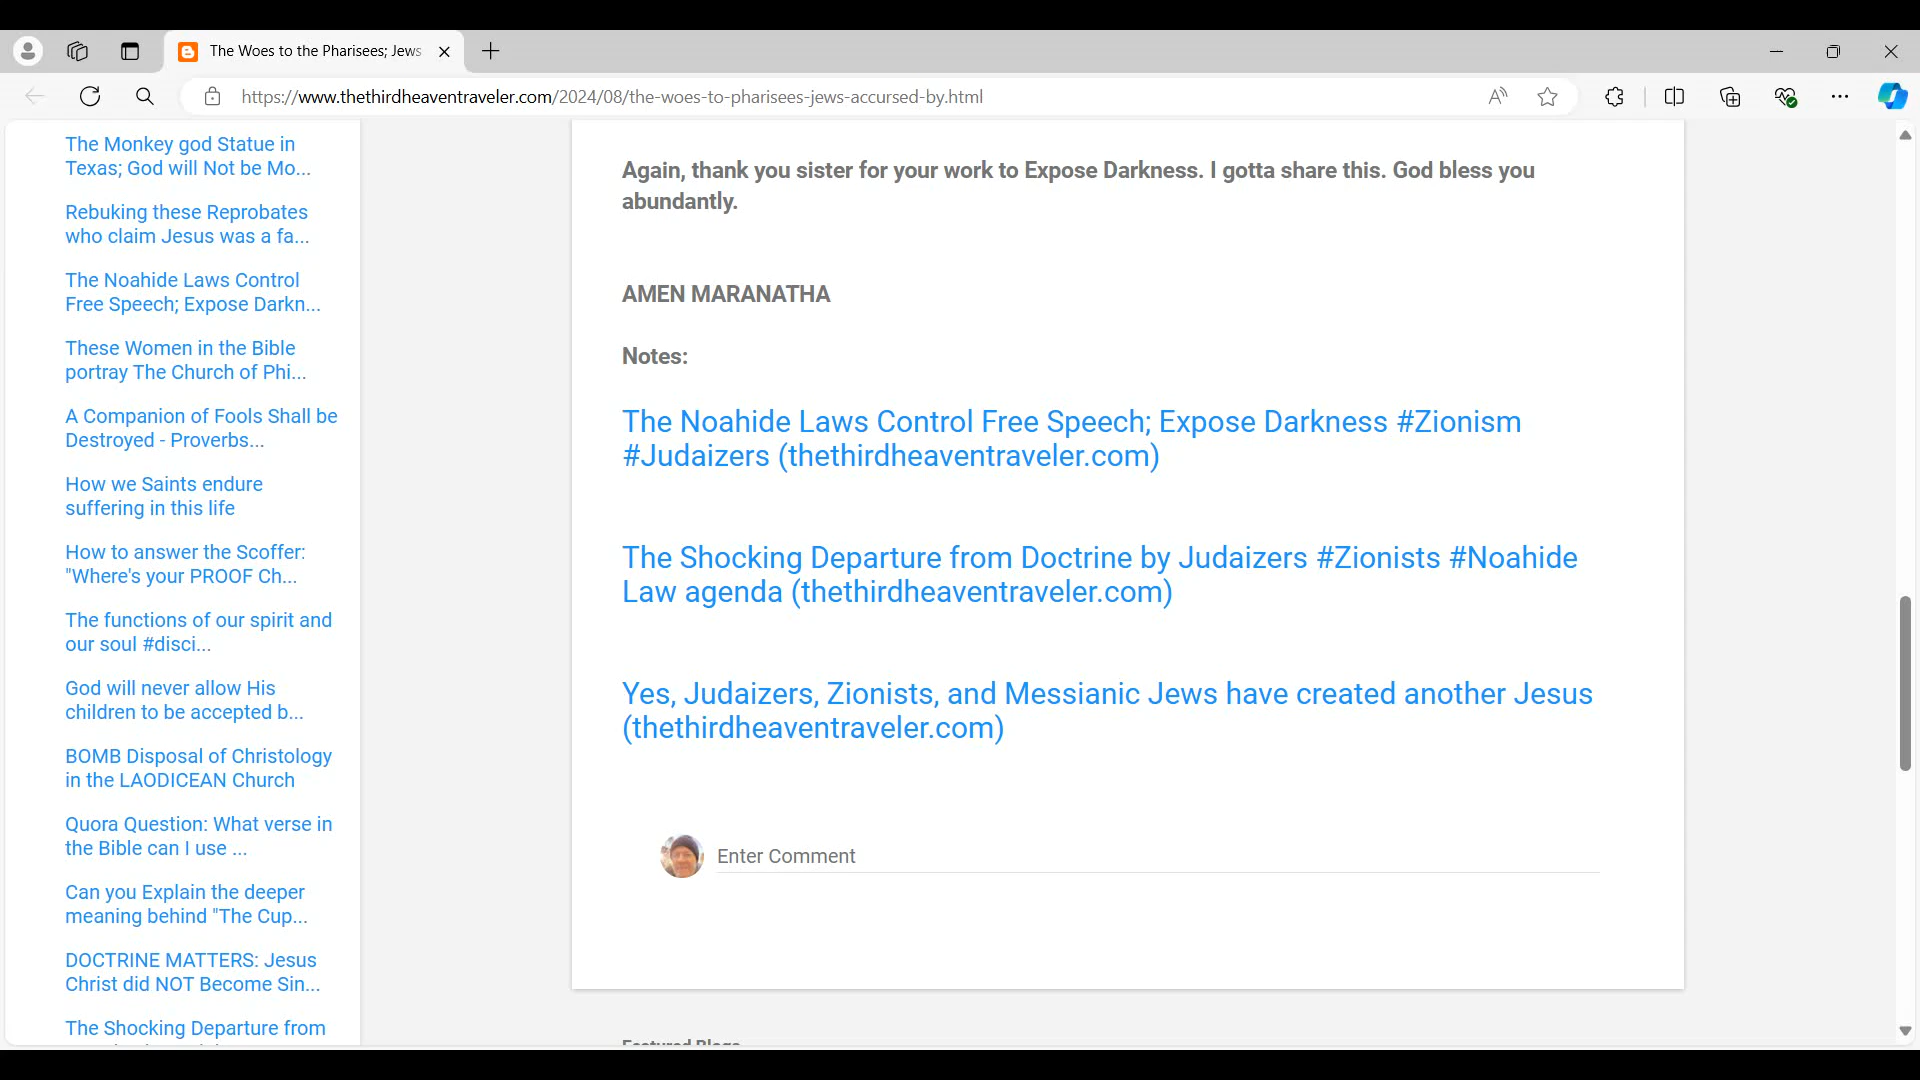 The Woes to the Pharisees; Jews
https://www.thethirdheaventraveler.com/2024/08/the-woes-to-pharisees-jews-accursed-by.html
The Monkey god Statue in
Texas; God will Not be Mo...
Rebuking these Reprobates
who claim Jesus was a fa...
The Noahide Laws Control
Free Speech; Expose Darkn...
These Women in the Bible
portray The Church of Phi...
A Companion of Fools Shall be
Destroyed - Proverbs...
How we Saints endure
suffering in this life
How to answer the Scoffer:
"Where's your PROOF Ch...
The functions of our spirit and
our soul #disci...
God will never allow His
children to be accepted b...
BOMB Disposal of Christology
in the LAODICEAN Church
Quora Question: What verse in
the Bible can I use ...
Can you Explain the deeper
meaning behind "The Cup...
DOCTRINE MATTERS: Jesus
Christ did NOT Become Sin...
The Shocking Departure from
Again, thank you sister for your work to Expose Darkness. I gotta share this. God bless you
abundantly.
AMEN MARANATHA
Notes:
The Noahide Laws Control Free Speech; Expose Darkness #Zionism
#Judaizers (thethirdheaventraveler.com)
The Shocking Departure from Doctrine by Judaizers #Zionists #Noahide
Law agenda (thethirdheaventraveler.com)
Yes, Judaizers, Zionists, and Messianic Jews have created another Jesus
(thethirdheaventraveler.com)
Enter Comment